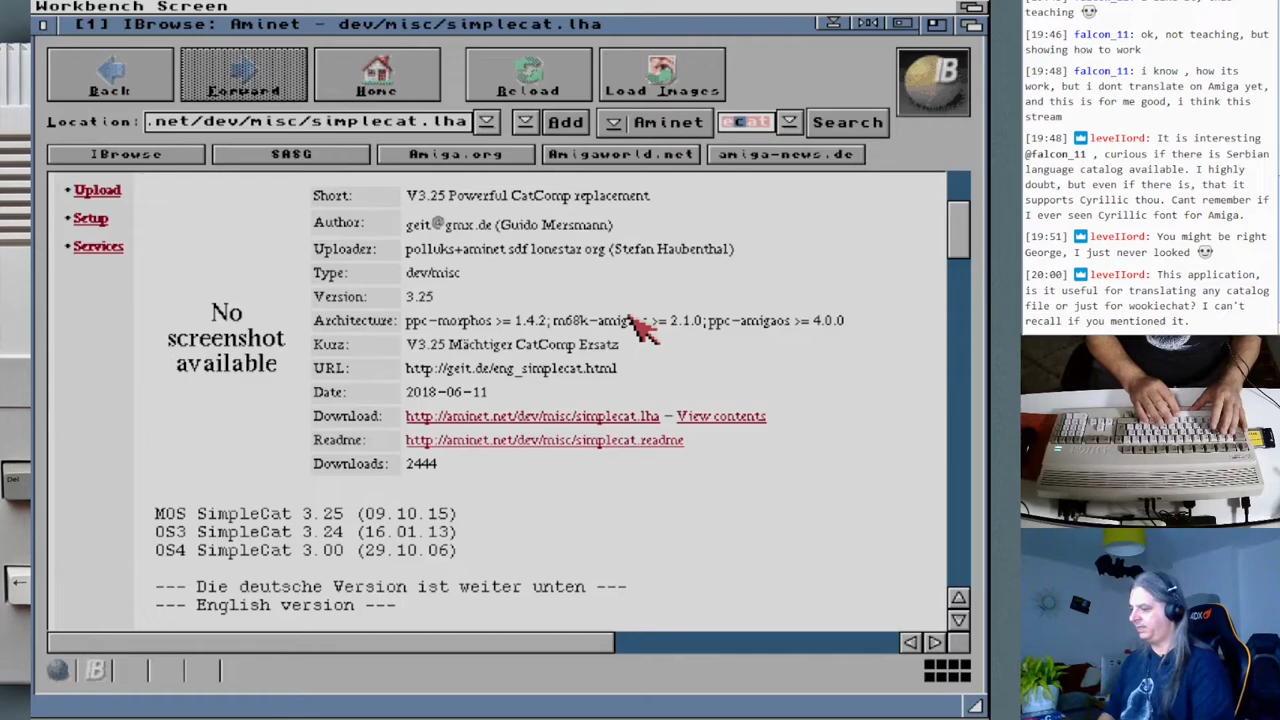 Workbench Screen
[1] IBrowse: Aminet - dev/misc/simplecat.lha
Back
Forward
Home
Reload
Load Images
Location:
.net/dev/misc/simplecat.lha
Add
Aminet
ecat
Search
IBrowse
SASG
Amiga.org
Amigaworld.net
amiga-news.de
• Upload
• Setup
• Services
No
screenshot
available
Short: V3.25 Powerful CatComp replacement
Author: geit@gmx.de (Guido Mersmann)
Uploader: polluks+aminet sdf lonestar org (Stefan Haubenthal)
Type: dev/misc
Version: 3.25
Architecture: ppc-morphos >= 1.4.2; m68k-amig >= 2.1.0; ppc-amigaos >= 4.0.0
Kurz: V3.25 Mächtiger CatComp Ersatz
URL: http://geit.de/eng_simplecat.html
Date: 2018-06-11
Download: http://aminet.net/dev/misc/simplecat.lha - View contents
Readme: http://aminet.net/dev/misc/simplecat.readme
Downloads: 2444
MOS SimpleCat 3.25 (09.10.15)
OS3 SimpleCat 3.24 (16.01.13)
OS4 SimpleCat 3.00 (29.10.06)
--- Die deutsche Version ist weiter unten ---
--- English version ---
teaching
[19:46] falcon_11: ok, not teaching, but
showing how to work
[19:48] falcon_11: i know , how its
work, but i dont translate on Amiga yet,
and this is for me good, i think this
stream
[19:48] leveIIord: It is interesting
@falcon_11 , curious if there is Serbian
language catalog available. I highly
doubt, but even if there is, that it
supports Cyrillic thou. Cant remember if
I ever seen Cyrillic font for Amiga.
[19:51] leveIIord: You might be right
George, I just never looked
[20:00] leveIIord: This application,
is it useful for translating any catalog
file or just for wookiechat? I can't
recall if you mentioned it.
Del
ADX